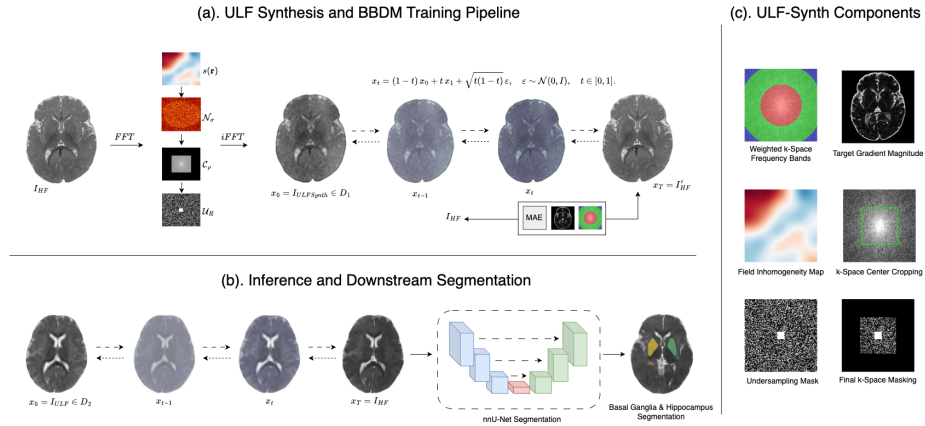 (a). ULF Synthesis and BBDM Training Pipeline
s(r)
N_σ
C_ρ
U_R
I_HF
FFT
iFFT
x_t = (1 − t) x_0 + t x_1 + √t(1 − t) ε, ε ∼ N(0, I), t ∈ [0, 1].
x_0 = I_ULFSynth ∈ D_1
x_{t−1}
x_t
x_T = I'_HF
I_HF
MAE
(b). Inference and Downstream Segmentation
x_0 = I_ULF ∈ D_2
x_{t−1}
x_t
x_T = I_HF
nnU-Net Segmentation
Basal Ganglia & Hippocampus
Segmentation
(c). ULF-Synth Components
Weighted k-Space
Frequency Bands
Target Gradient Magnitude
Field Inhomogeneity Map
k-Space Center Cropping
Undersampling Mask
Final k-Space Masking